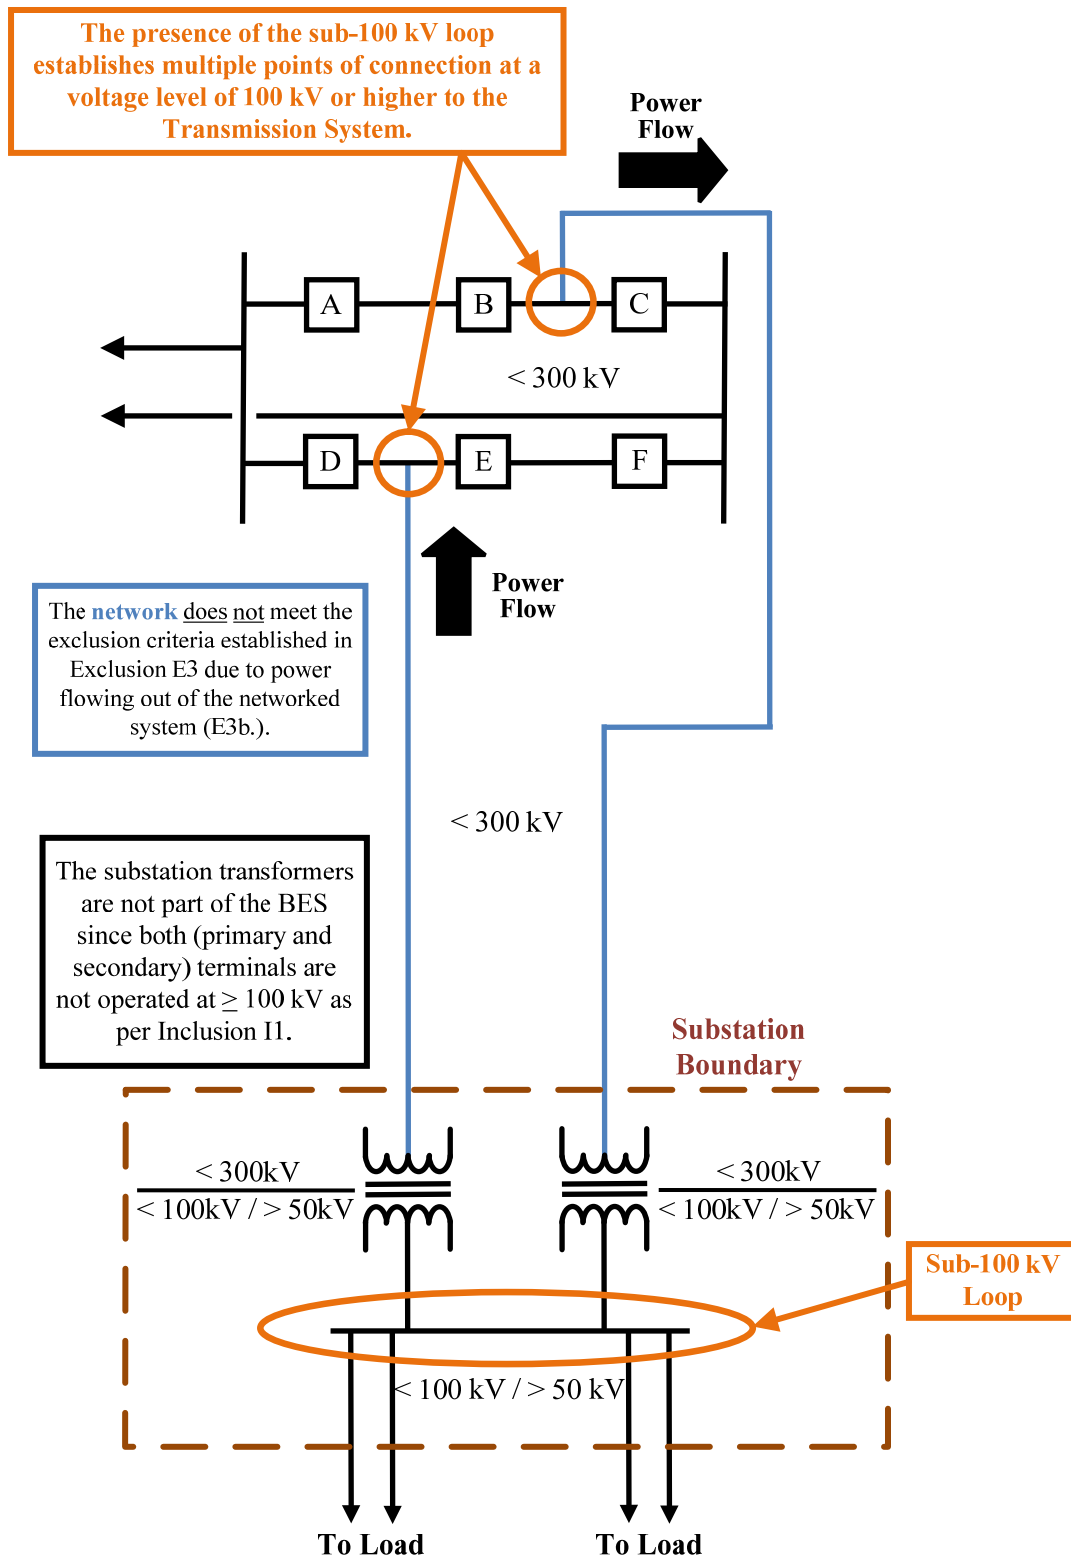 The presence of the sub-100 kV loop
establishes multiple points of connection at a
voltage level of 100 kV or higher to the
Transmission System.
Power
Flow
A
B
C
< 300 kV
D
E
F
Power
Flow
The network does not meet the
exclusion criteria established in
Exclusion E3 due to power
flowing out of the networked
system (E3b.).
< 300 kV
The substation transformers
are not part of the BES
since both (primary and
secondary) terminals are
not operated at ≥ 100 kV as
per Inclusion I1.
Substation
Boundary
< 300kV
< 100kV / > 50kV
< 300kV
< 100kV / > 50kV
Sub-100 kV
Loop
< 100 kV / > 50 kV
To Load
To Load